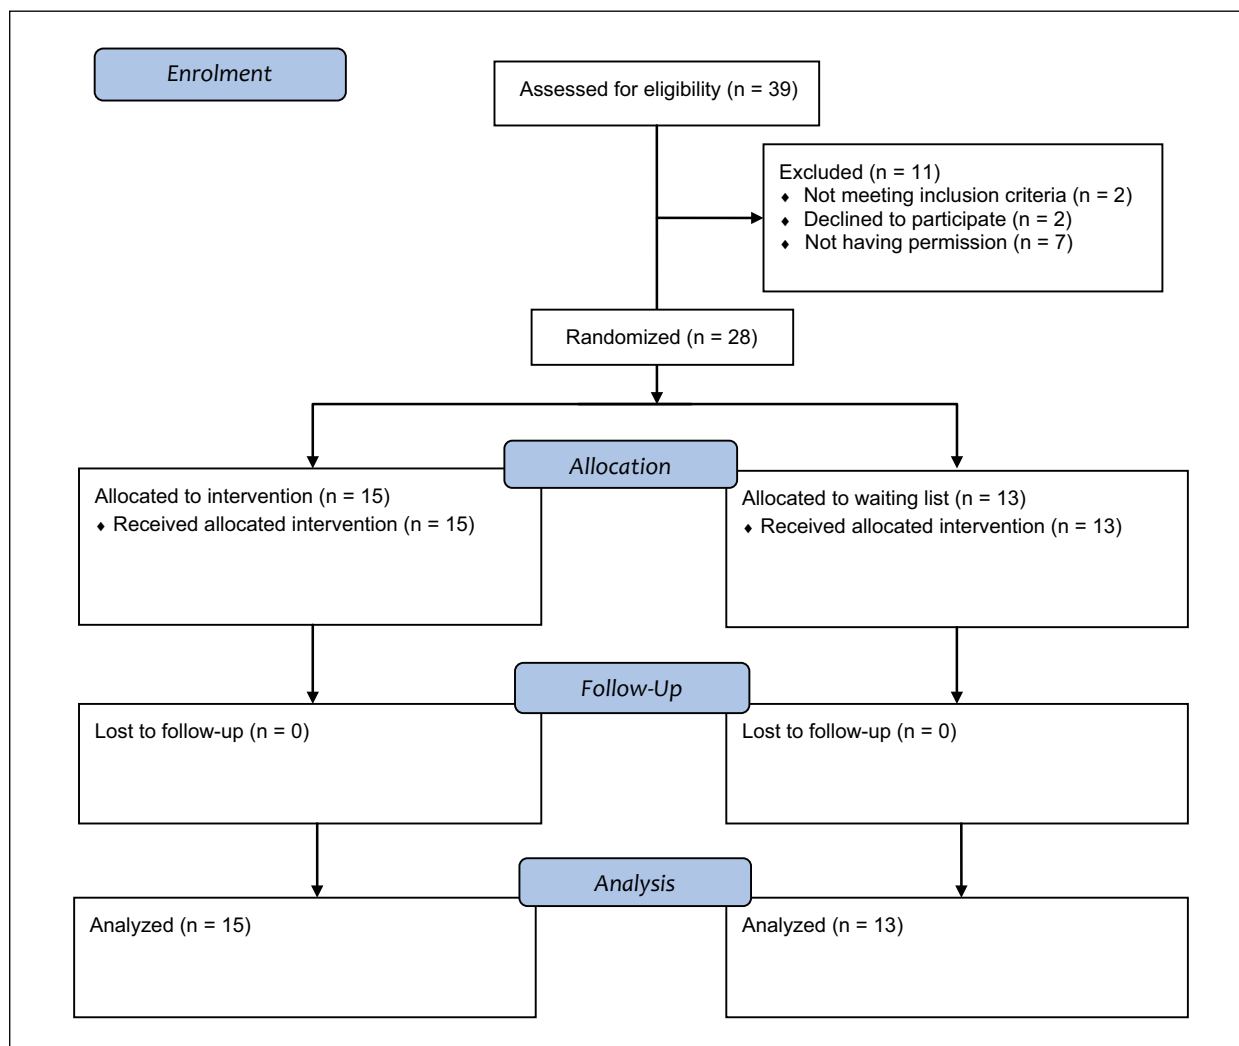 Enrolment
Assessed for eligibility (n = 39)
Excluded (n = 11)
♦ Not meeting inclusion criteria (n = 2)
♦ Declined to participate (n = 2)
♦ Not having permission (n = 7)
Randomized (n = 28)
Allocation
Allocated to intervention (n = 15)
♦ Received allocated intervention (n = 15)
Allocated to waiting list (n = 13)
♦ Received allocated intervention (n = 13)
Follow-Up
Lost to follow-up (n = 0)
Lost to follow-up (n = 0)
Analysis
Analyzed (n = 15)
Analyzed (n = 13)